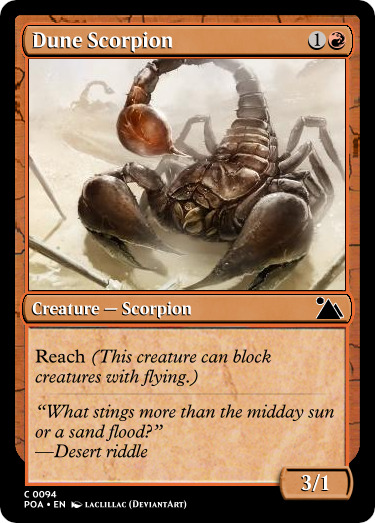 Dune Scorpion 1
Creature — Scorpion
Reach (This creature can block
creatures with flying.)
“What stings more than the midday sun
or a sand flood?”
—Desert riddle
3/1
C 0094
POA • EN LACLILLAC (DEVIANTART)